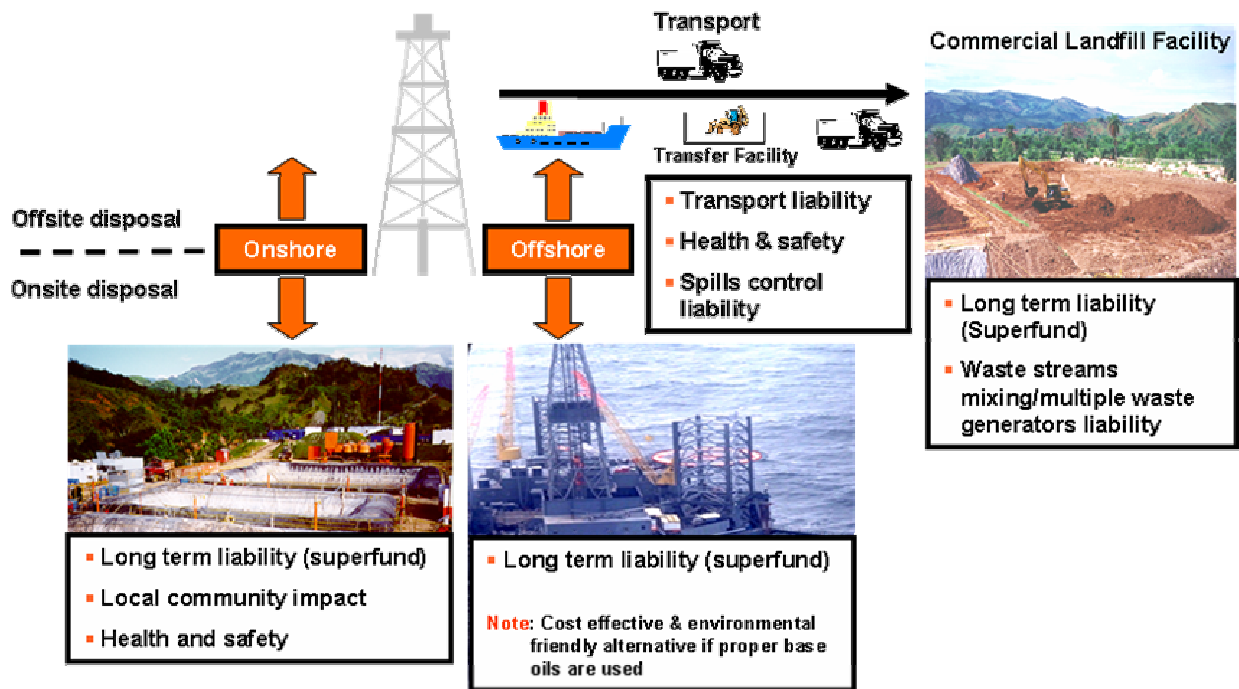 Transport
Commercial Landfill Facility
Transfer Facility
Offsite disposal
Onshore
Offshore
Onsite disposal
Transport liability
Health & safety
Spills control
liability
Long term liability
(Superfund)
Waste streams
mixing/multiple waste
generators liability
Long term liability (superfund)
Local community impact
Health and safety
Long term liability (superfund)
Note: Cost effective & environmental
friendly alternative if proper base
oils are used